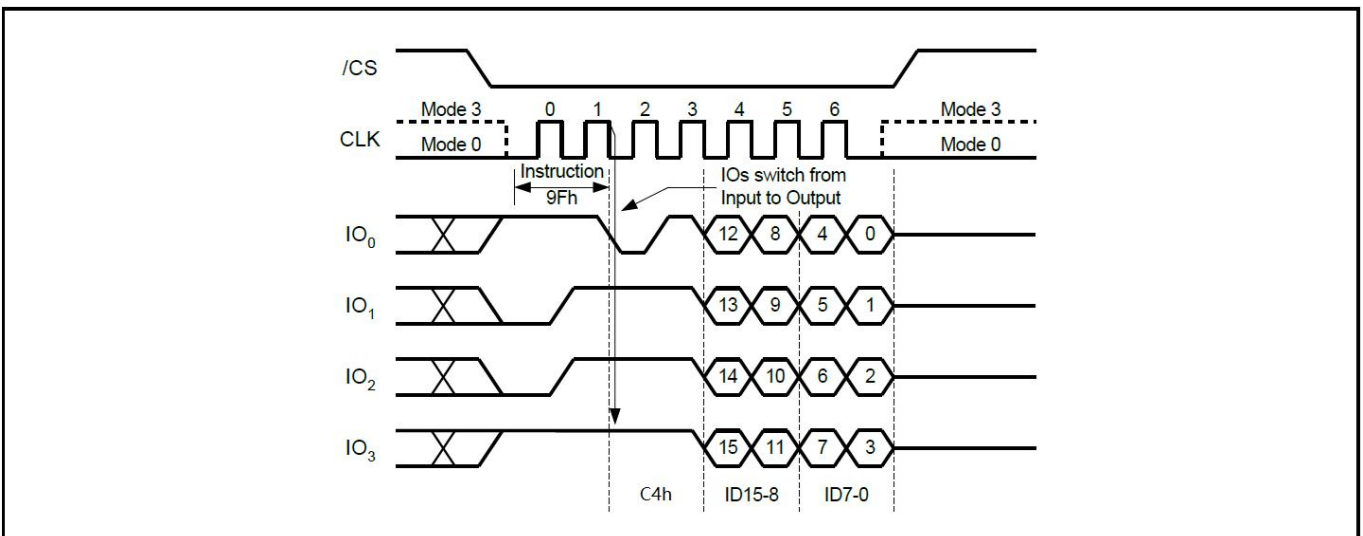 /CS
Mode 3 0 1 2 3 4 5 6 Mode 3
CLK
Mode 0 Mode 0
Instruction
9Fh
IOs switch from
Input to Output
IO0 12 8 4 0
IO1 13 9 5 1
IO2 14 10 6 2
IO3 15 11 7 3
C4h ID15-8 ID7-0